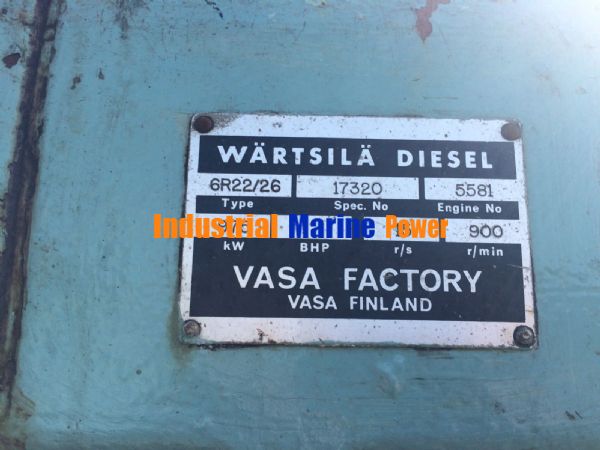 WÄRTSILÄ DIESEL
6R22/26 17320 5581
Type Spec. No Engine No
Industrial Marine Power
900
kW BHP r/s r/min
VASA FACTORY
VASA FINLAND